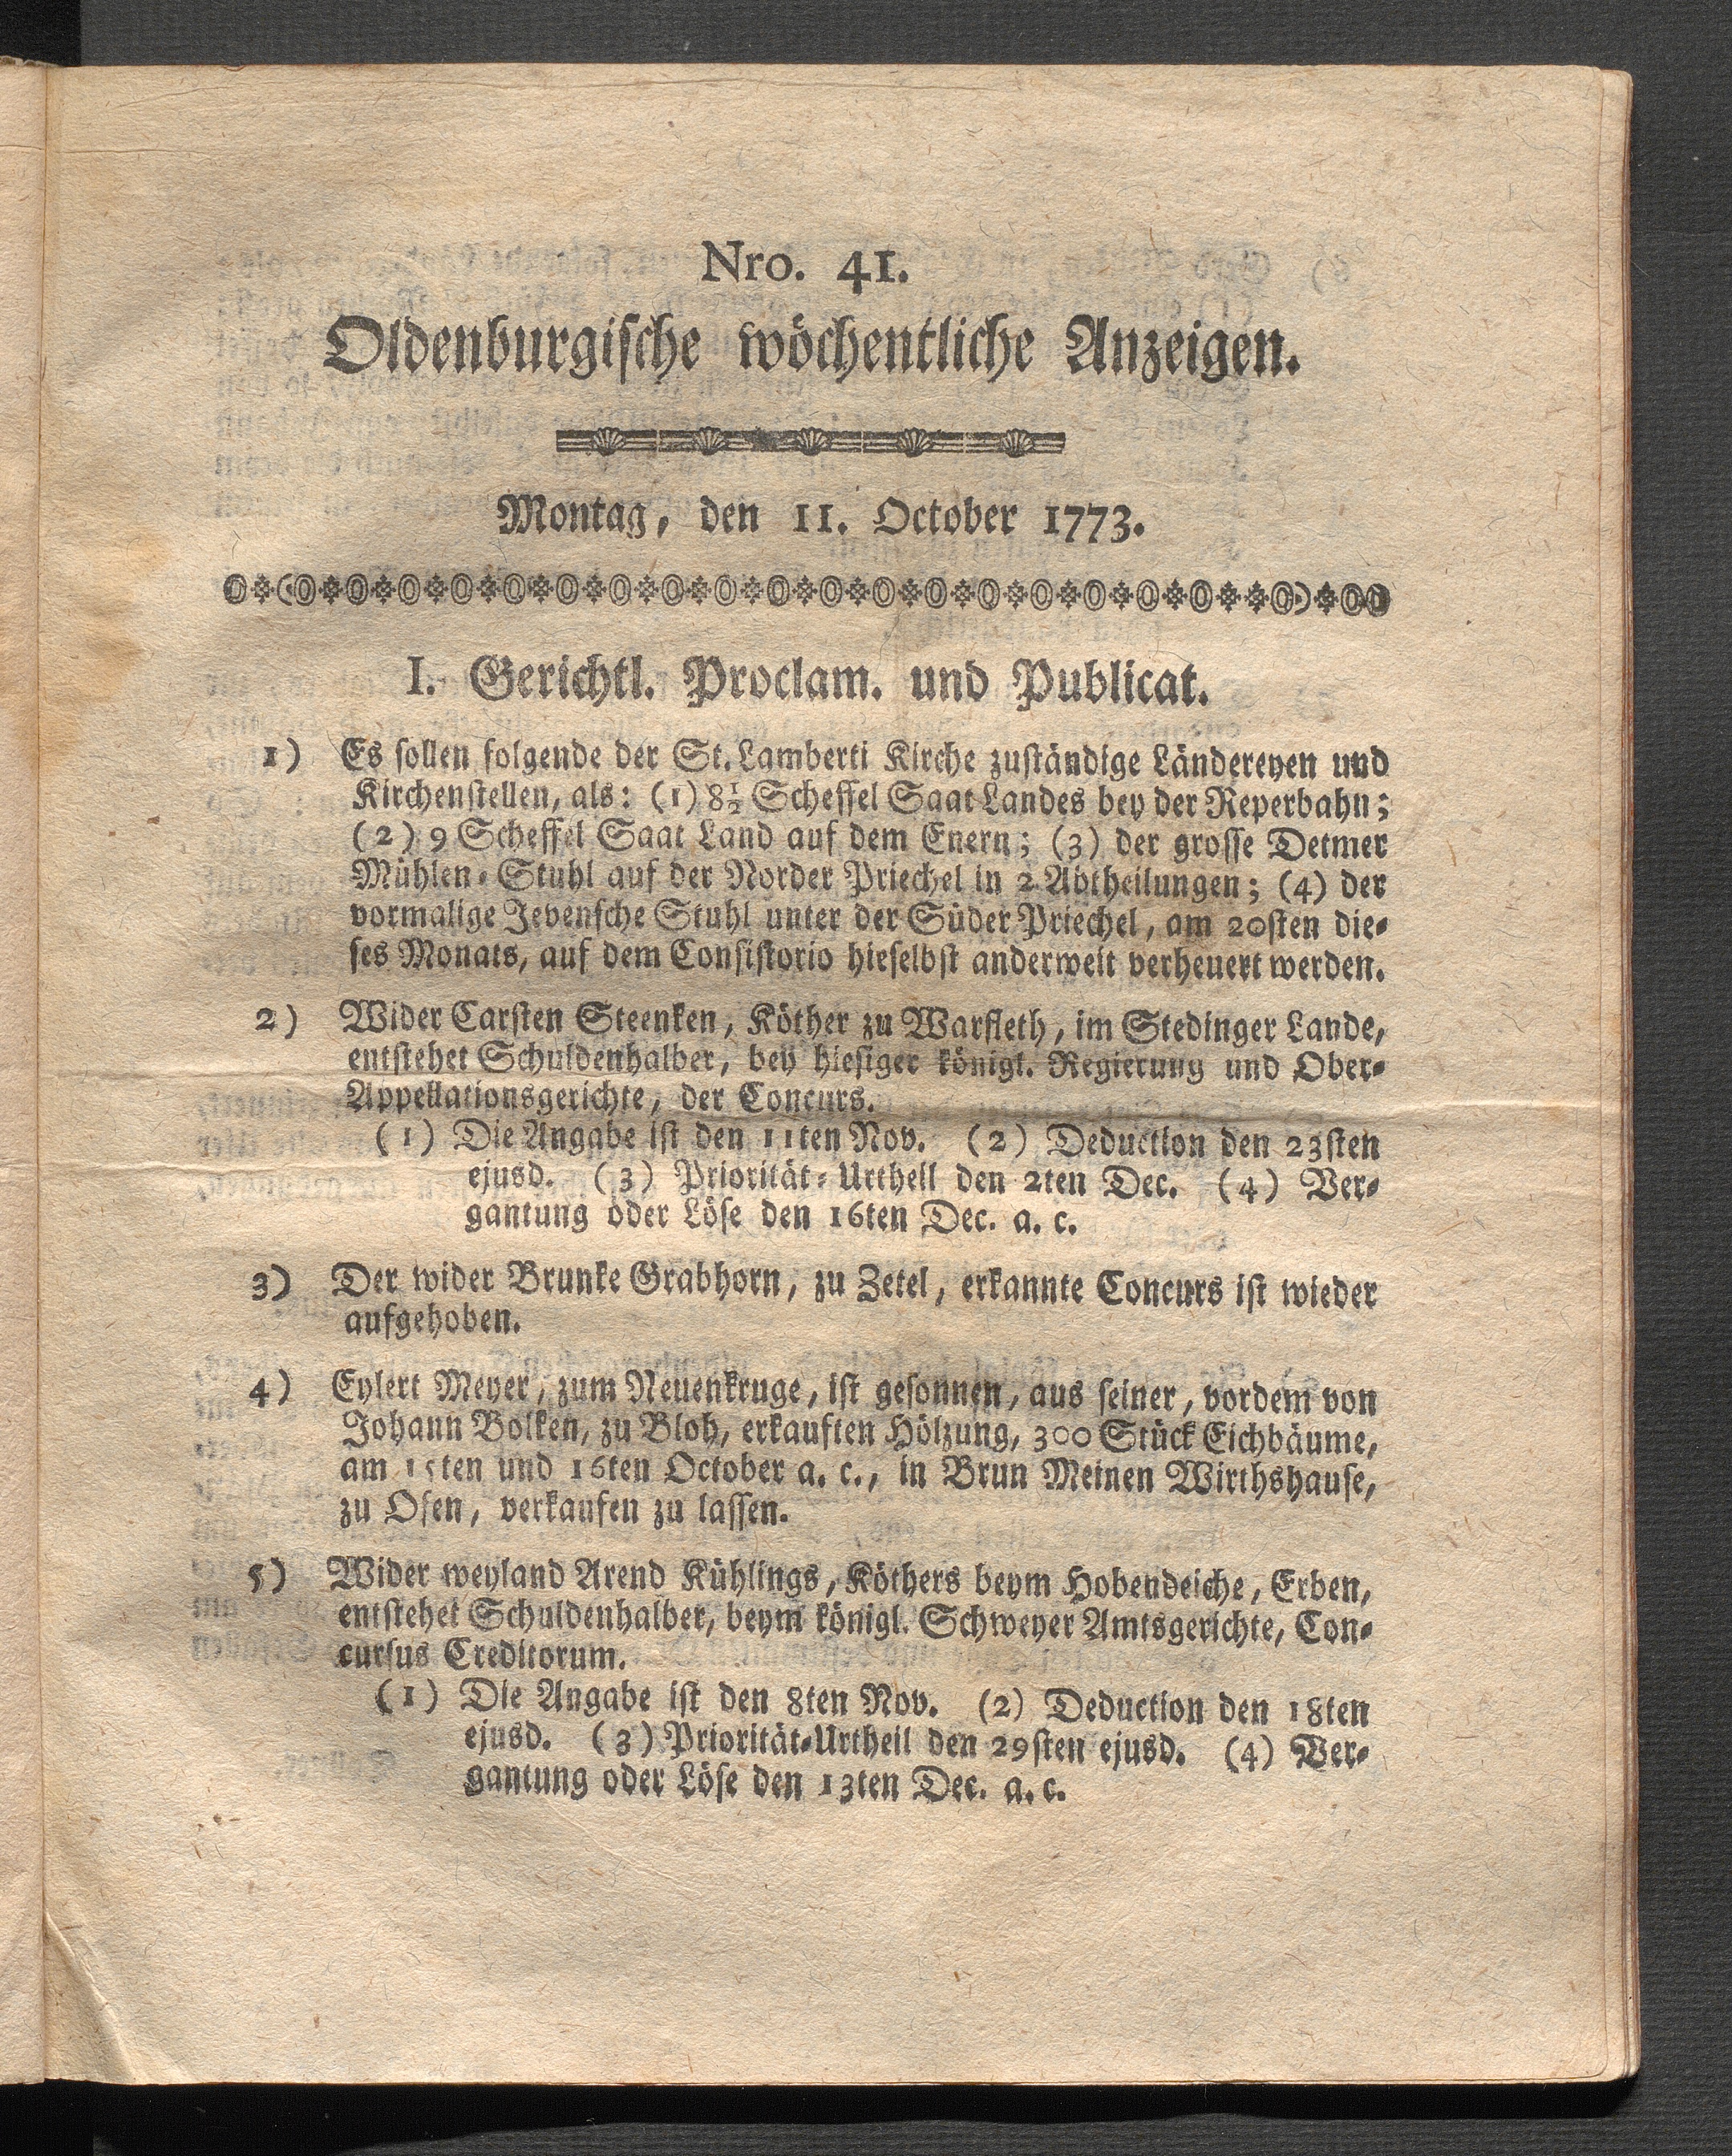 Nro. 41.
Oldenburgische wöchentliche Anzeigen.
Montag, den 11. October 1773.
I. Gerichtl. Proclam. und Publicat.
1) Es sollen folgende der St. Lamberti Kirche zuständige Ländereyen und
Kirchenstellen, als: (1) 8½ Scheffel Saat Landes bey der Reperbahn;
(2) 9 Scheffel Saat Land auf dem Enern; (3) der grosse Detmer
Mühlen-Stuhl auf der Norder Priechel in 2 Abtheilungen; (4) der
vormalige Jevensche Stuhl unter der Süder Priechel, am 20sten die-
ses Monats, auf dem Consistorio hieselbst anderweit verheuert werden.
2) Wider Carsten Steenken, Köther zu Warfleth, im Stedinger Lande,
entstehet Schuldenhalber, bey hiesiger königl. Regierung und Ober-
Appellationsgerichte, der Concurs.
(1) Die Angabe ist den 11ten Nov. (2) Deduction den 23sten
ejusd. (3) Priorität-Urtheil den 2ten Dec. (4) Ver-
gantung oder Löse den 16ten Dec. a. c.
3) Der wider Brunke Grabhorn, zu Zetel, erkannte Concurs ist wieder
aufgehoben.
4) Eylert Meyer, zum Neuenkruge, ist gesonnen, aus seiner, vordem von
Johann Bolken, zu Bloh, erkauften Hölzung, 300 Stück Eichbäume,
am 15ten und 16ten October a. c., in Brun Meinen Wirthshause,
zu Ofen, verkaufen zu lassen.
5) Wider weyland Arend Kühlings, Köthers beym Hobendeiche, Erben,
entstehet Schuldenhalber, beym königl. Schweyer Amtsgerichte, Con-
cursus Creditorum.
(1) Die Angabe ist den 8ten Nov. (2) Deduction den 18ten
ejusd. (3) Priorität-Urtheil den 29sten ejusd. (4) Ver-
gantung oder Löse den 13ten Dec. a. c.